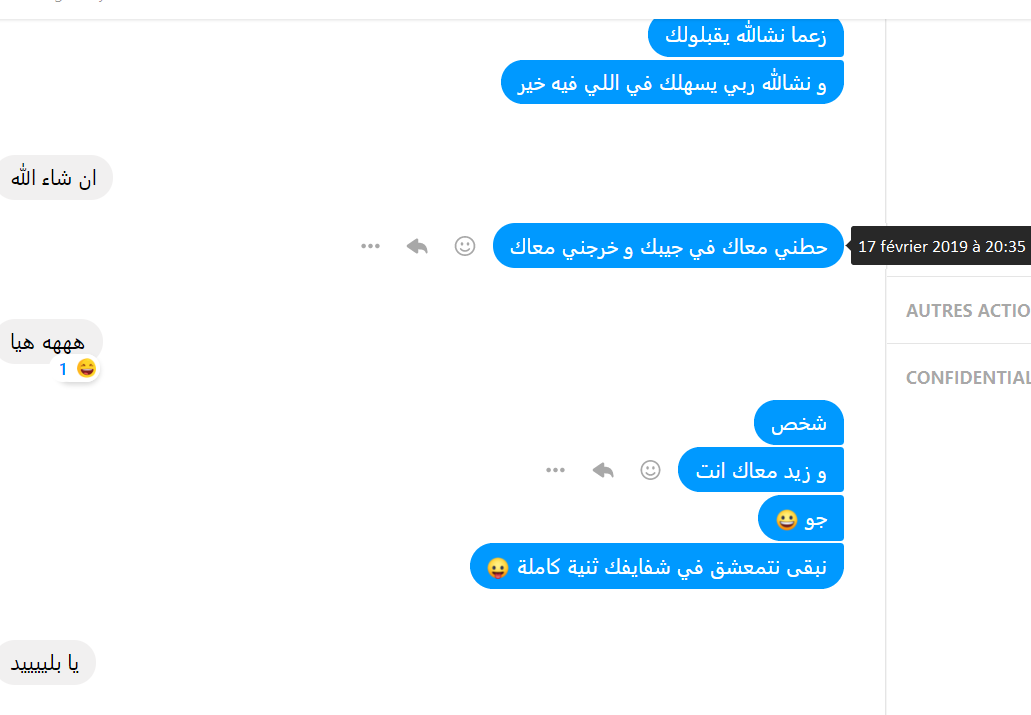 زعما نشالله يقبلولك
و نشالله ربي يسهلك في اللي فيه خير
ان شاء الله
حطني معاك في جيبك و خرجني معاك
17 février 2019 à 20:35
AUTRES ACTIO
هههه هيا
1 😄
CONFIDENTIAL
شخص
و زيد معاك انت
جو 😀
نبقى نتمعشق في شفايفك ثنية كاملة 😛
يا بلييييد